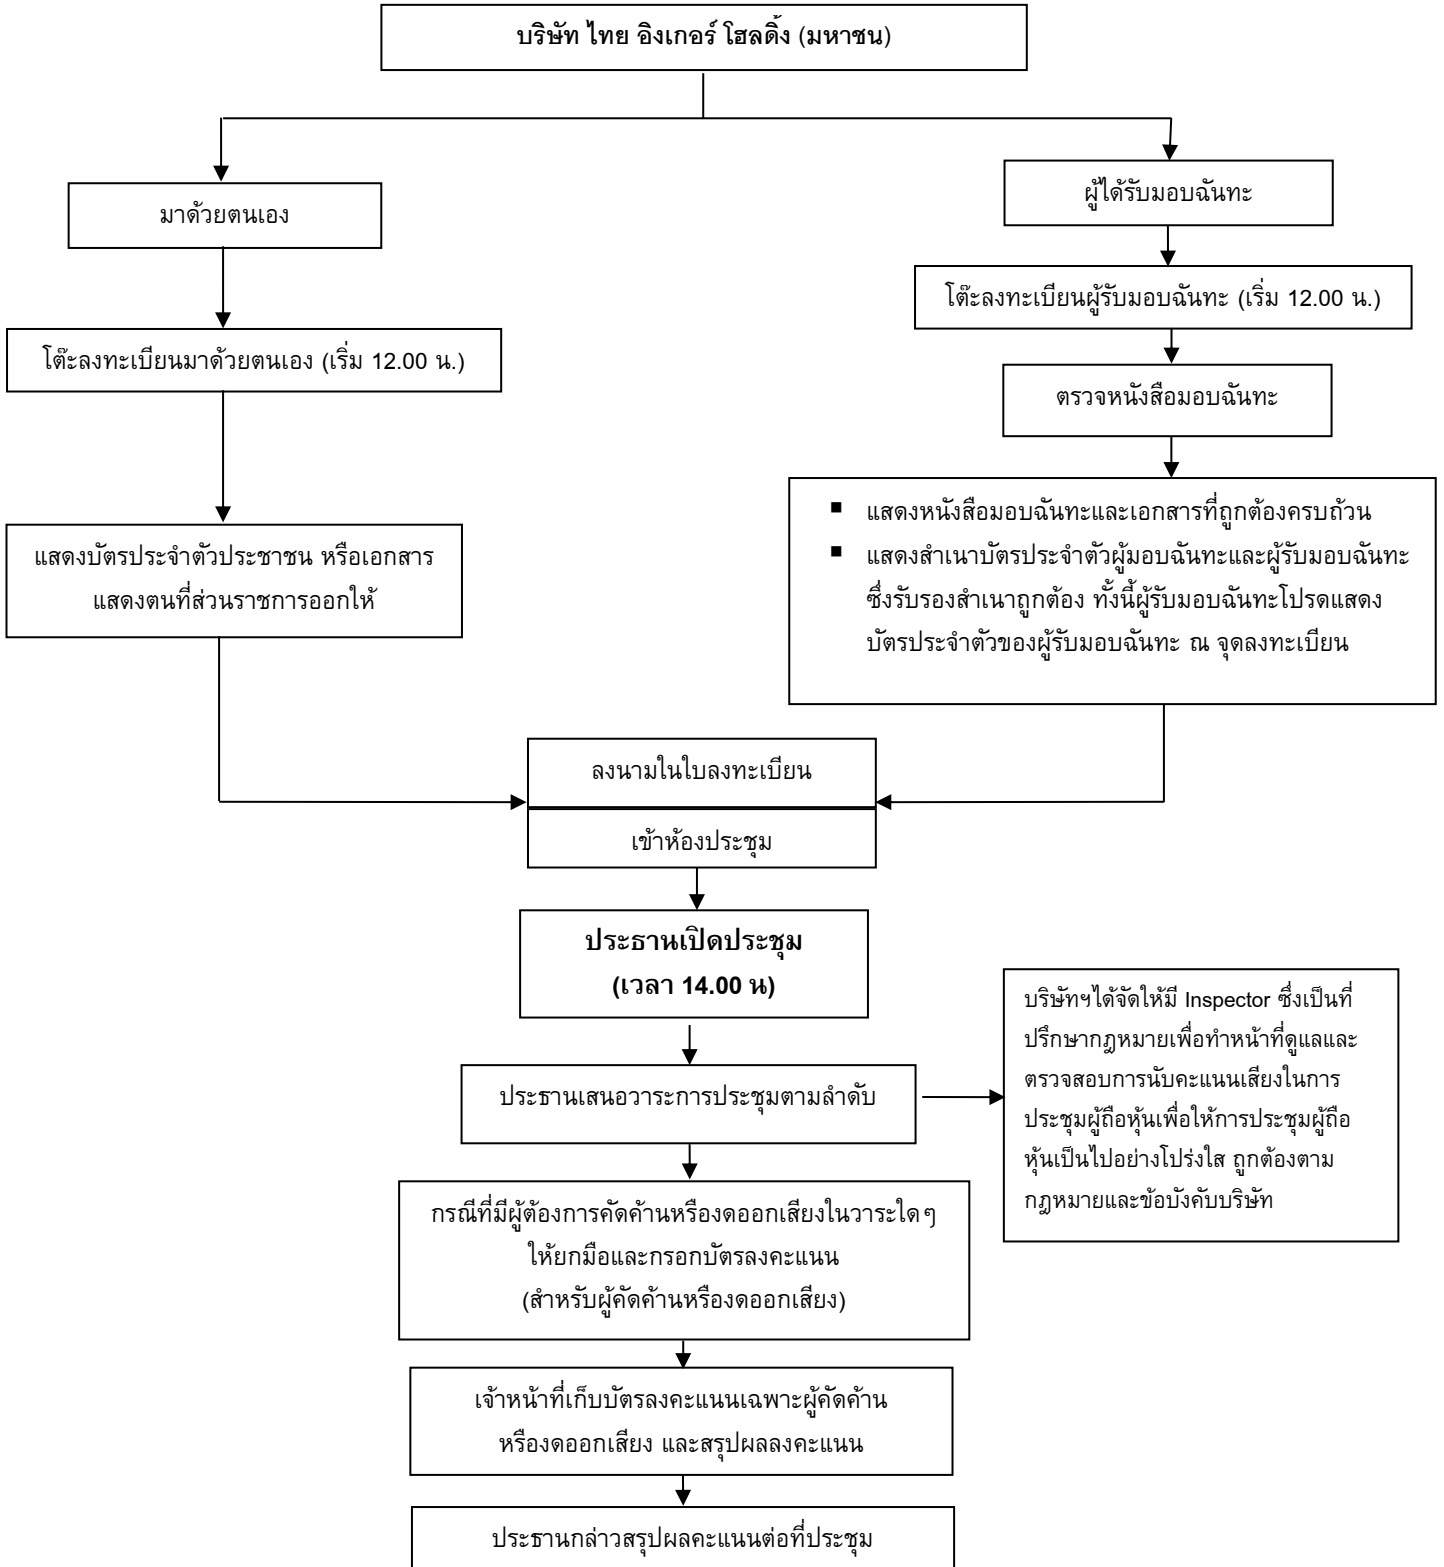 บริษัท ไทย อิงเกอร์ โฮลดิ้ง (มหาชน)
มาด้วยตนเอง
โต๊ะลงทะเบียนมาด้วยตนเอง (เริ่ม 12.00 น.)
แสดงบัตรประจำตัวประชาชน หรือเอกสาร
แสดงตนที่ส่วนราชการออกให้
ผู้ได้รับมอบฉันทะ
โต๊ะลงทะเบียนผู้รับมอบฉันทะ (เริ่ม 12.00 น.)
ตรวจหนังสือมอบฉันทะ
▪ แสดงหนังสือมอบฉันทะและเอกสารที่ถูกต้องครบถ้วน
▪ แสดงสำเนาบัตรประจำตัวผู้มอบฉันทะและผู้รับมอบฉันทะ
ซึ่งรับรองสำเนาถูกต้อง ทั้งนี้ผู้รับมอบฉันทะโปรดแสดง
บัตรประจำตัวของผู้รับมอบฉันทะ ณ จุดลงทะเบียน
ลงนามในใบลงทะเบียน
เข้าห้องประชุม
ประธานเปิดประชุม
(เวลา 14.00 น)
ประธานเสนอวาระการประชุมตามลำดับ
บริษัทฯได้จัดให้มี Inspector ซึ่งเป็นที่
ปรึกษากฎหมายเพื่อทำหน้าที่ดูแลและ
ตรวจสอบการนับคะแนนเสียงในการ
ประชุมผู้ถือหุ้นเพื่อให้การประชุมผู้ถือ
หุ้นเป็นไปอย่างโปร่งใส ถูกต้องตาม
กฎหมายและข้อบังคับบริษัท
กรณีที่มีผู้ต้องการคัดค้านหรืองดออกเสียงในวาระใดๆ
ให้ยกมือและกรอกบัตรลงคะแนน
(สำหรับผู้คัดค้านหรืองดออกเสียง)
เจ้าหน้าที่เก็บบัตรลงคะแนนเฉพาะผู้คัดค้าน
หรืองดออกเสียง และสรุปผลลงคะแนน
ประธานกล่าวสรุปผลคะแนนต่อที่ประชุม